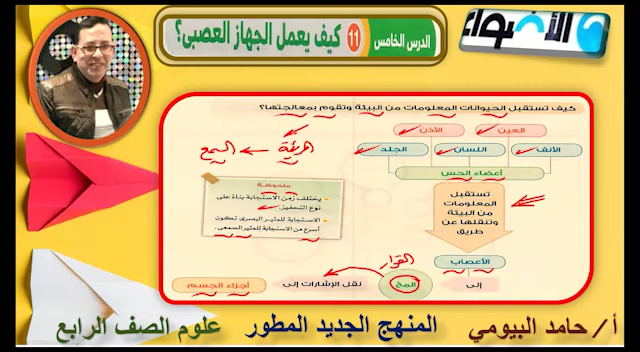 الأضواء
الدرس الخامس 11 كيف يعمل الجهاز العصبي؟
كيف تستقبل الحيوانات المعلومات من البيئة وتقوم بمعالجتها؟
العين الأذن
الأنف اللسان الجلد
أعضاء الحس
الرؤية ← السمع
ملحوظة
يختلف زمن الاستجابة بناءً على
نوع التحفيز.
الاستجابة للمثير البصرى تكون
أسرع من الاستجابة للمثير السمعى.
تستقبل
المعلومات
من البيئة
وتنقلها عن
طريق
الأعصاب
القرار
إلى المخ نقل الإشارات إلى أجزاء الجسم
أ/ حامد البيومي المنهج الجديد المطور علوم الصف الرابع